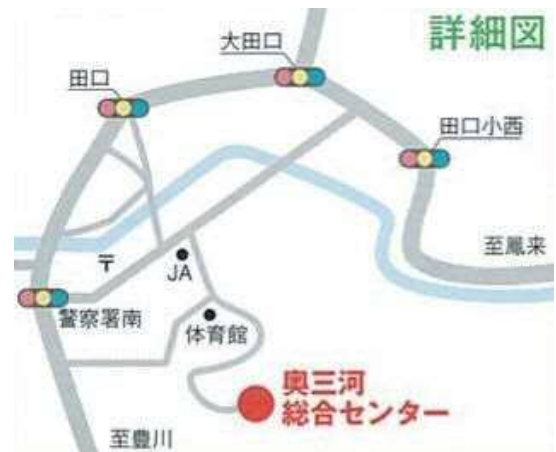 詳細図
大田口
田口
田口小西
至鳳来
〒
JA
警察署南
体育館
奥三河
総合センター
至豊川